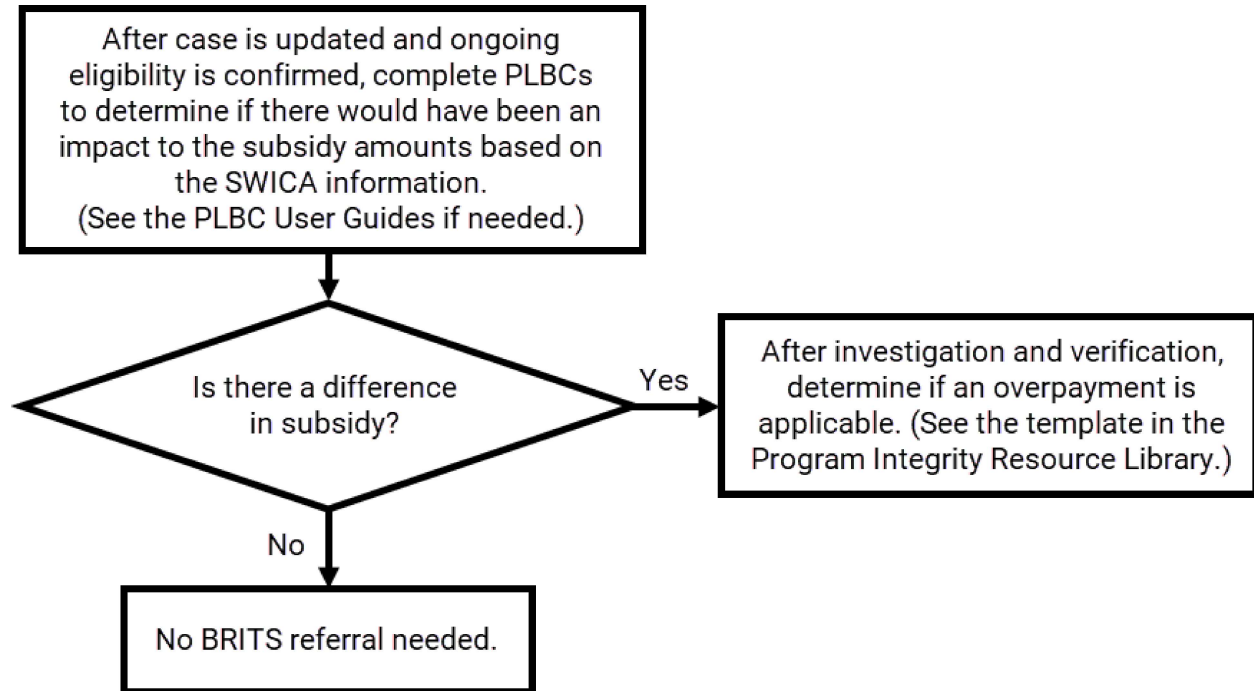 After case is updated and ongoing
eligibility is confirmed, complete PLBCs
to determine if there would have been an
impact to the subsidy amounts based on
the SWICA information.
(See the PLBC User Guides if needed.)
Is there a difference
in subsidy?
Yes
After investigation and verification,
determine if an overpayment is
applicable. (See the template in the
Program Integrity Resource Library.)
No
No BRITS referral needed.